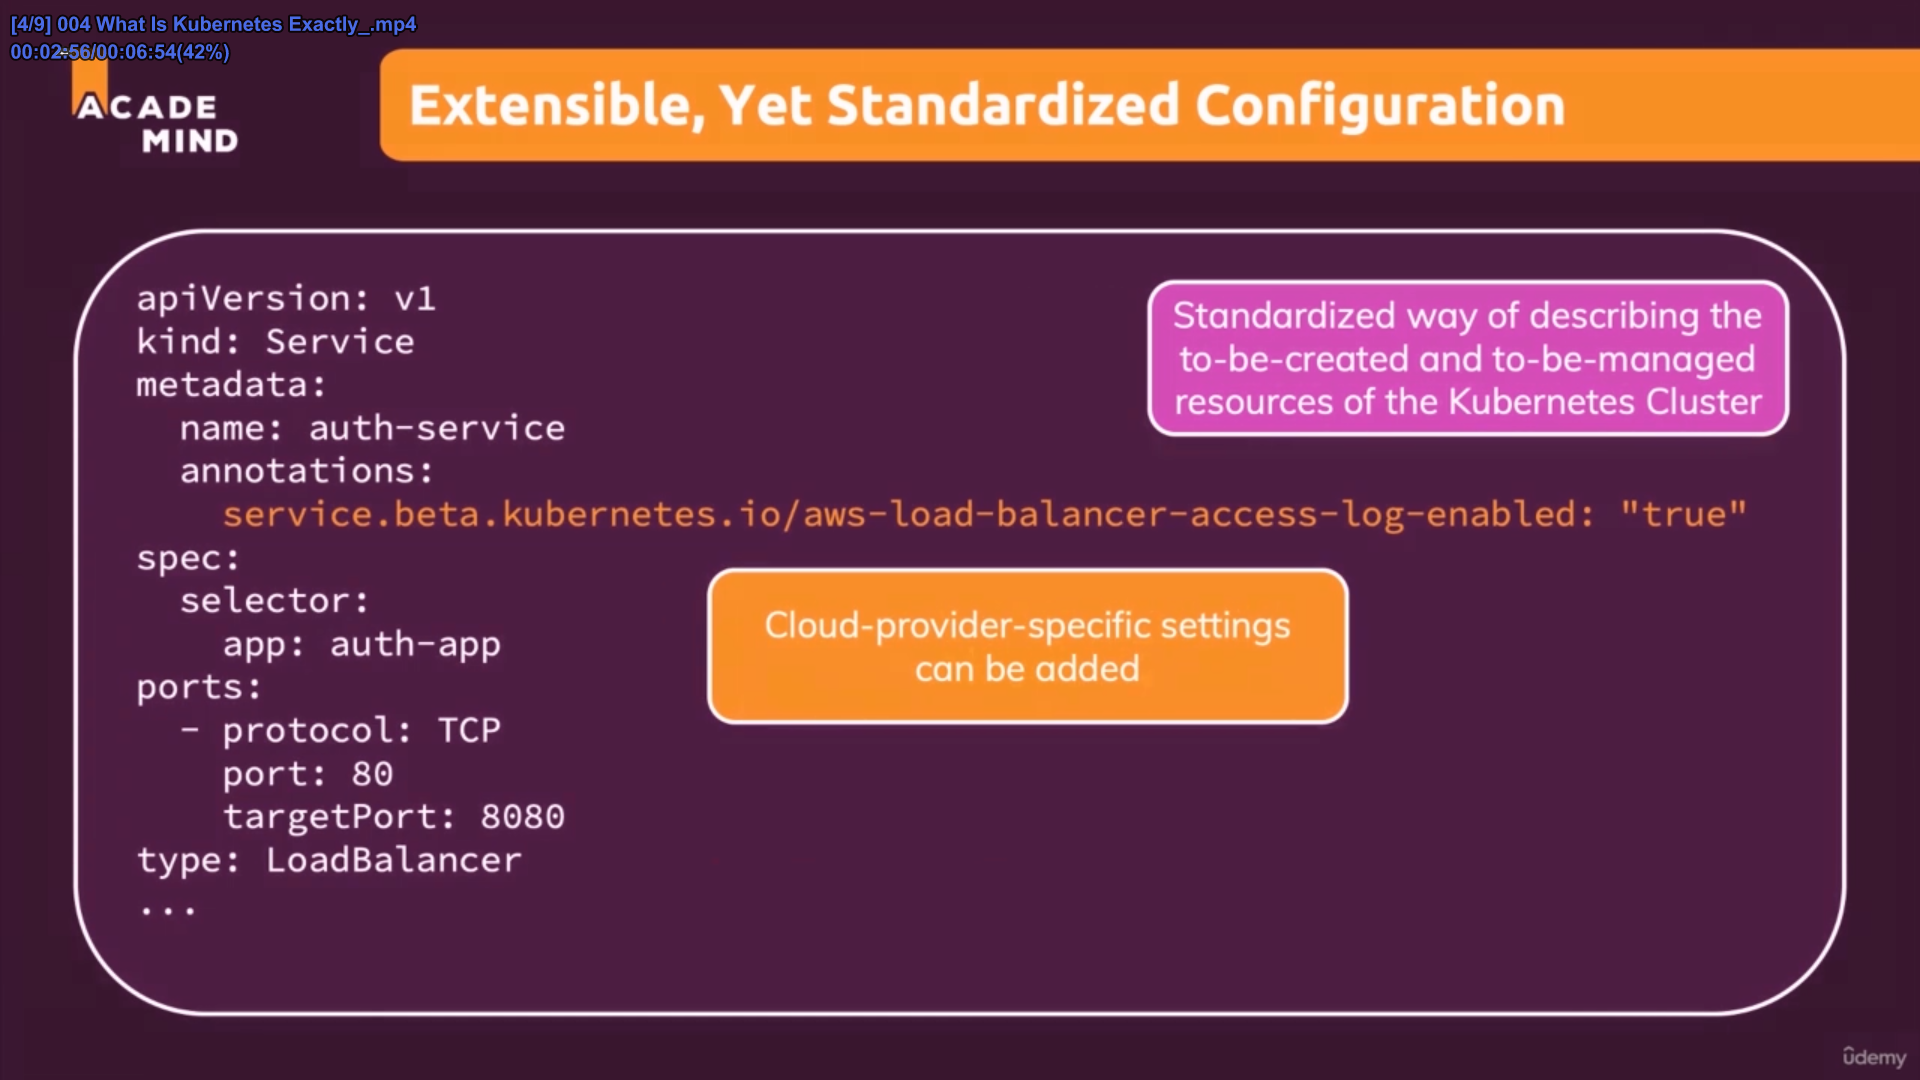 [4/9] 004 What Is Kubernetes Exactly_.mp4
00:02:56/00:06:54(42%)
ACADE
MIND
Extensible, Yet Standardized Configuration
apiVersion: v1
kind: Service
metadata:
  name: auth-service
  annotations:
    service.beta.kubernetes.io/aws-load-balancer-access-log-enabled: "true"
spec:
  selector:
    app: auth-app
ports:
  - protocol: TCP
    port: 80
    targetPort: 8080
type: LoadBalancer
...
Standardized way of describing the
to-be-created and to-be-managed
resources of the Kubernetes Cluster
Cloud-provider-specific settings
can be added
ûdemy